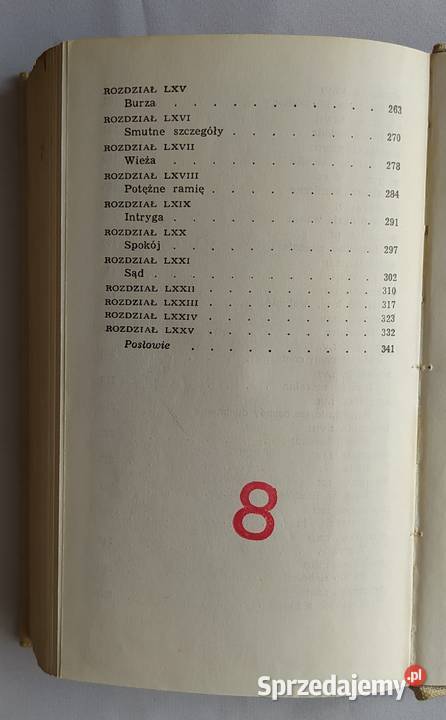 ROZDZIAŁ LXV
Burza . . . . . . . . . . 263
ROZDZIAŁ LXVI
Smutne szczegóły . . . . . . . 270
ROZDZIAŁ LXVII
Wieża . . . . . . . . . . 278
ROZDZIAŁ LXVIII
Potężne ramię . . . . . . . . 284
ROZDZIAŁ LXIX
Intryga . . . . . . . . . 291
ROZDZIAŁ LXX
Spokój . . . . . . . . . . 297
ROZDZIAŁ LXXI
Sąd . . . . . . . . . . 302
ROZDZIAŁ LXXII . . . . . . . . 310
ROZDZIAŁ LXXIII . . . . . . . . 317
ROZDZIAŁ LXXIV . . . . . . . . 323
ROZDZIAŁ LXXV . . . . . . . . 332
Posłowie . . . . . . . . . 341
8
Sprzedajemy.pl